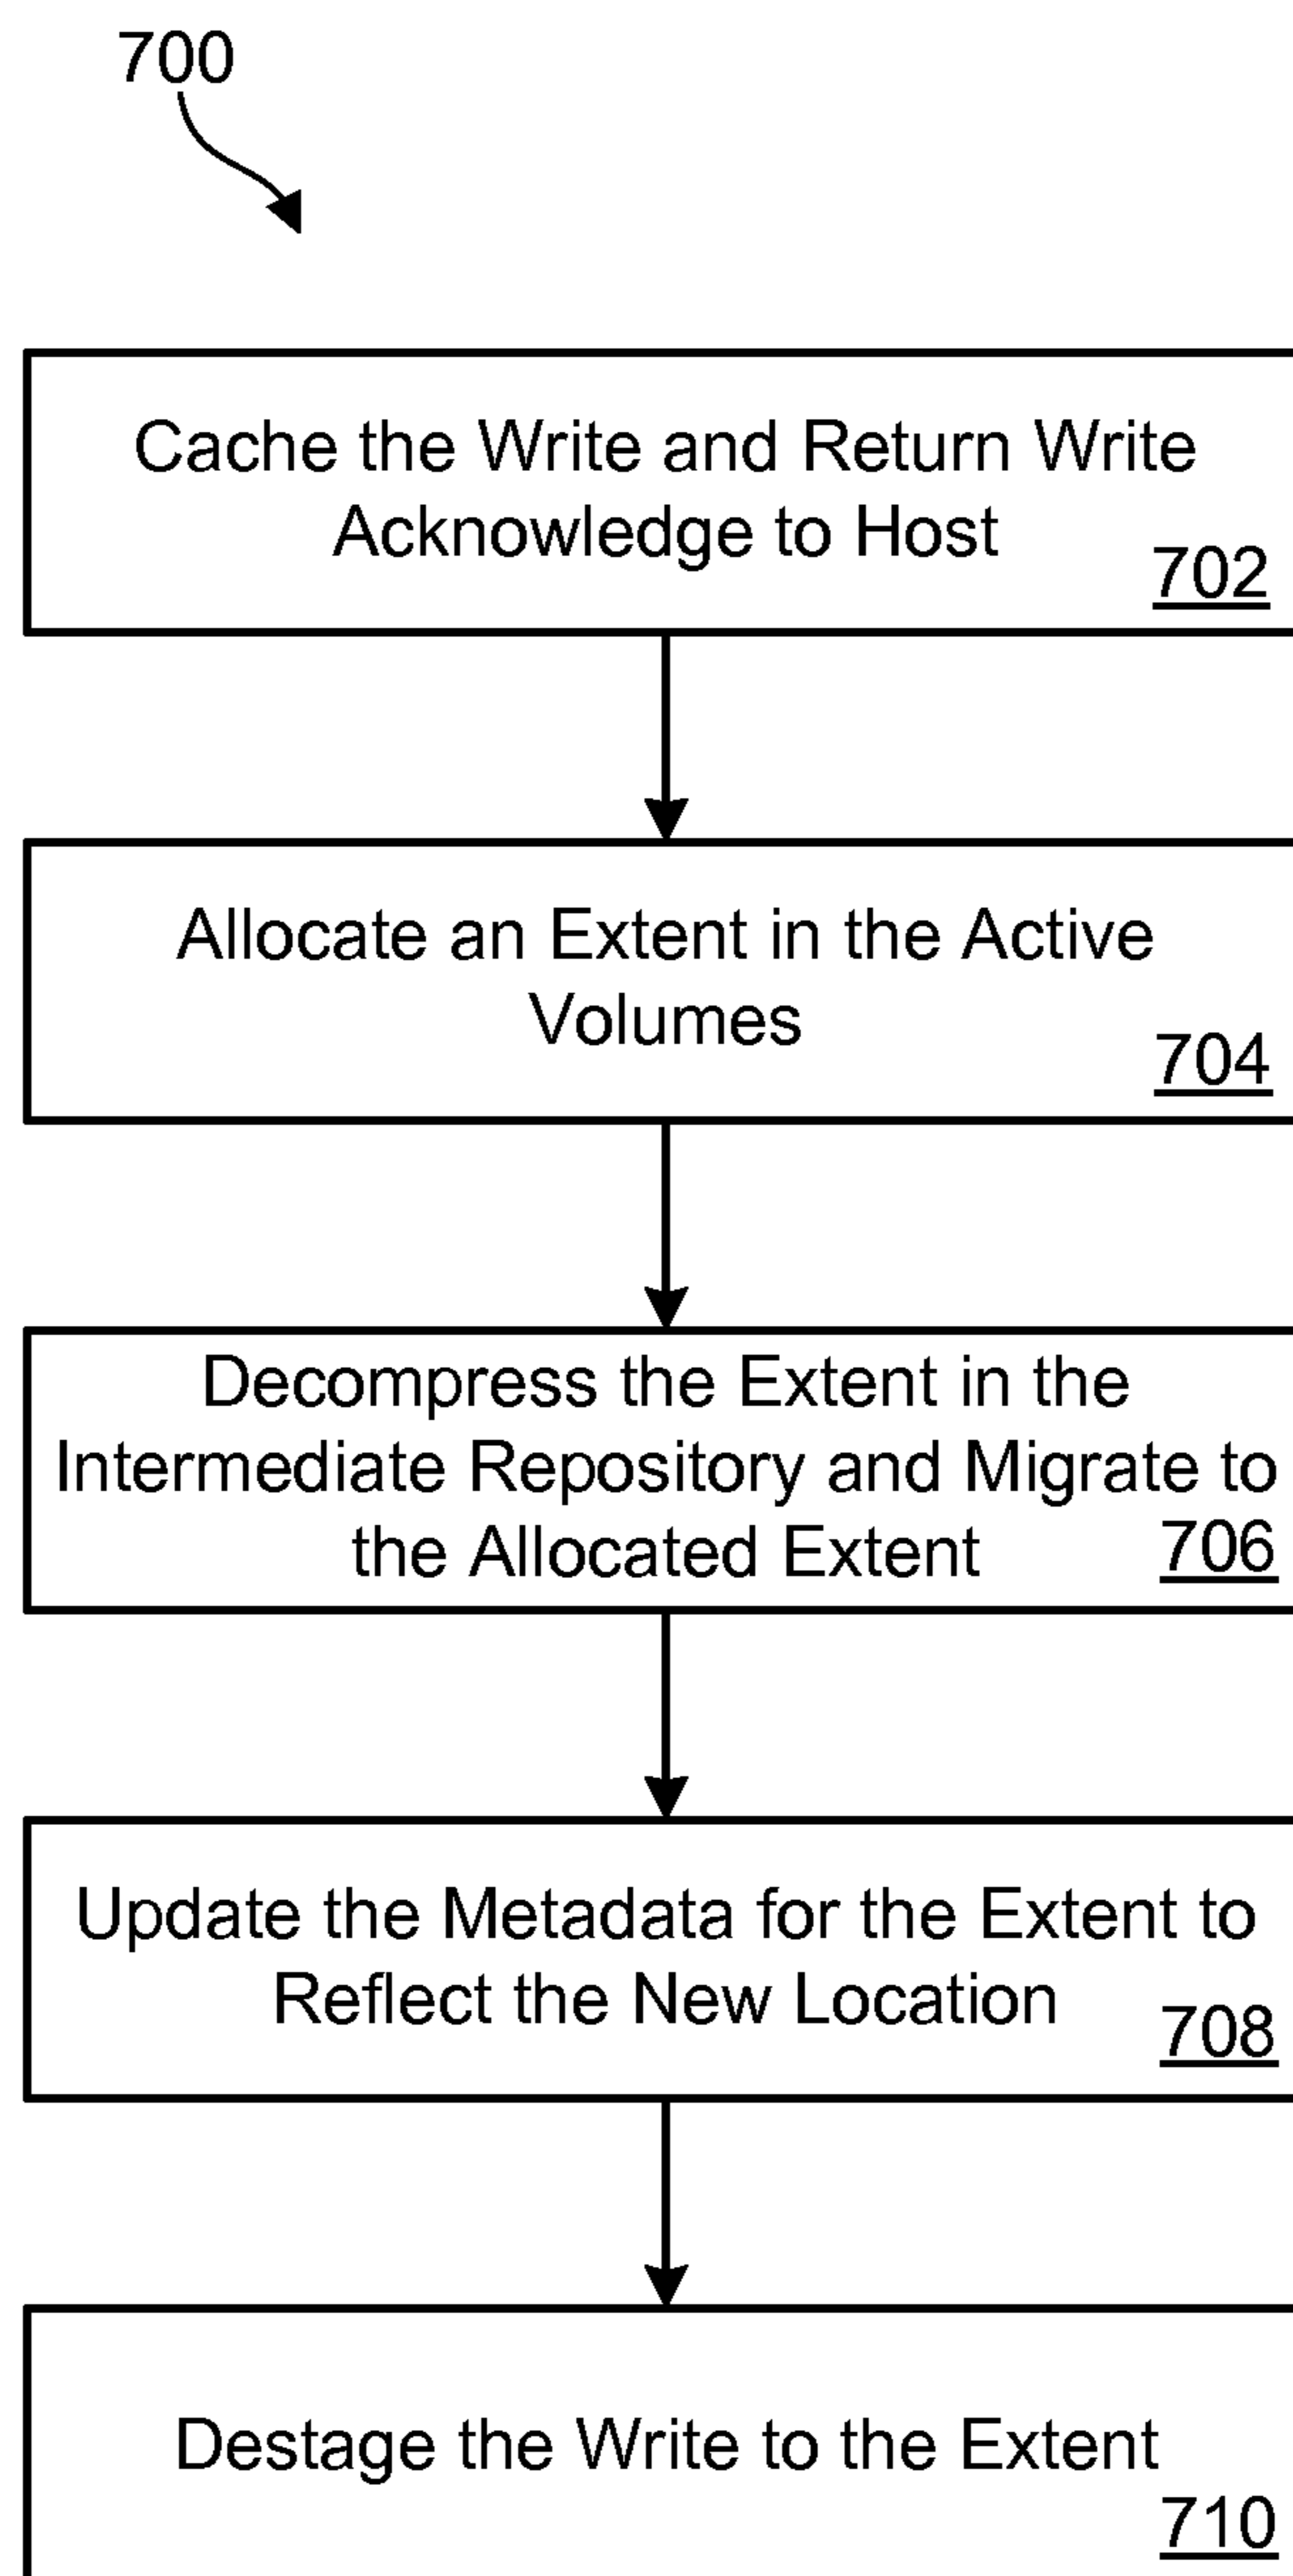 700
Cache the Write and Return Write
Acknowledge to Host
702
Allocate an Extent in the Active
Volumes
704
Decompress the Extent in the
Intermediate Repository and Migrate to
the Allocated Extent
706
Update the Metadata for the Extent to
Reflect the New Location
708
Destage the Write to the Extent
710